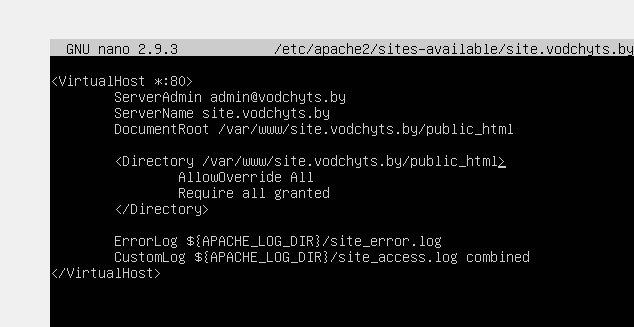 GNU nano 2.9.3 /etc/apache2/sites-available/site.vodchyts.by
<VirtualHost *:80>
ServerAdmin admin@vodchyts.by
ServerName site.vodchyts.by
DocumentRoot /var/www/site.vodchyts.by/public_html
<Directory /var/www/site.vodchyts.by/public_html>
AllowOverride All
Require all granted
</Directory>
ErrorLog ${APACHE_LOG_DIR}/site_error.log
CustomLog ${APACHE_LOG_DIR}/site_access.log combined
</VirtualHost>